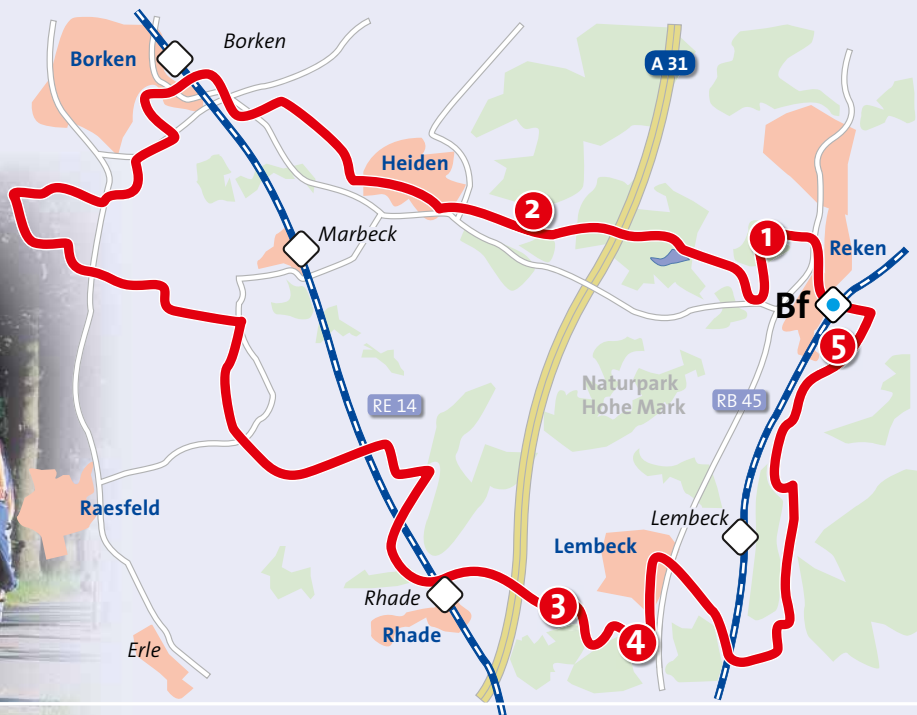 Borken
Borken
A 31
Heiden
2
1
Marbeck
Reken
Bf
5
Naturpark
Hohe Mark
RE 14
RB 45
Raesfeld
Lembeck
Lembeck
Rhade
3
Rhade
4
Erle